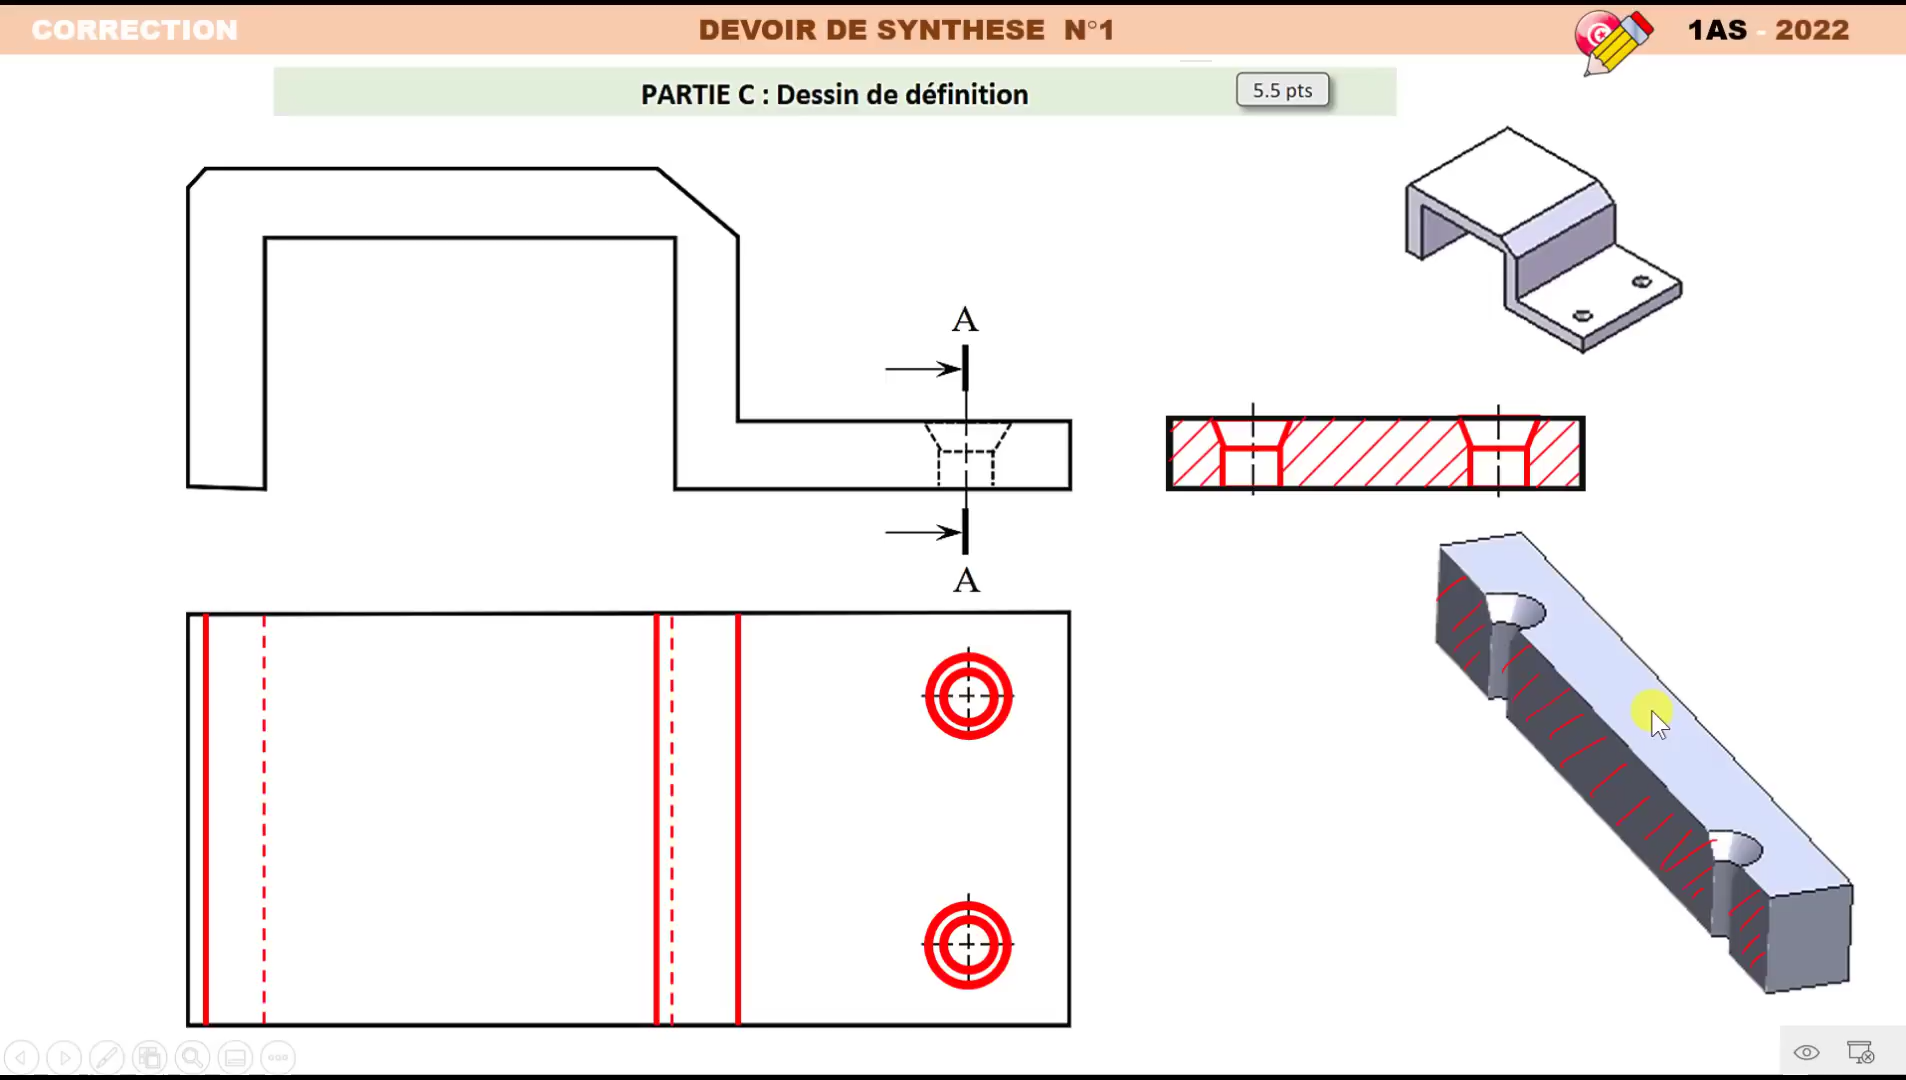 CORRECTION
DEVOIR DE SYNTHESE N°1
1AS - 2022
PARTIE C : Dessin de définition
5.5 pts
A
A